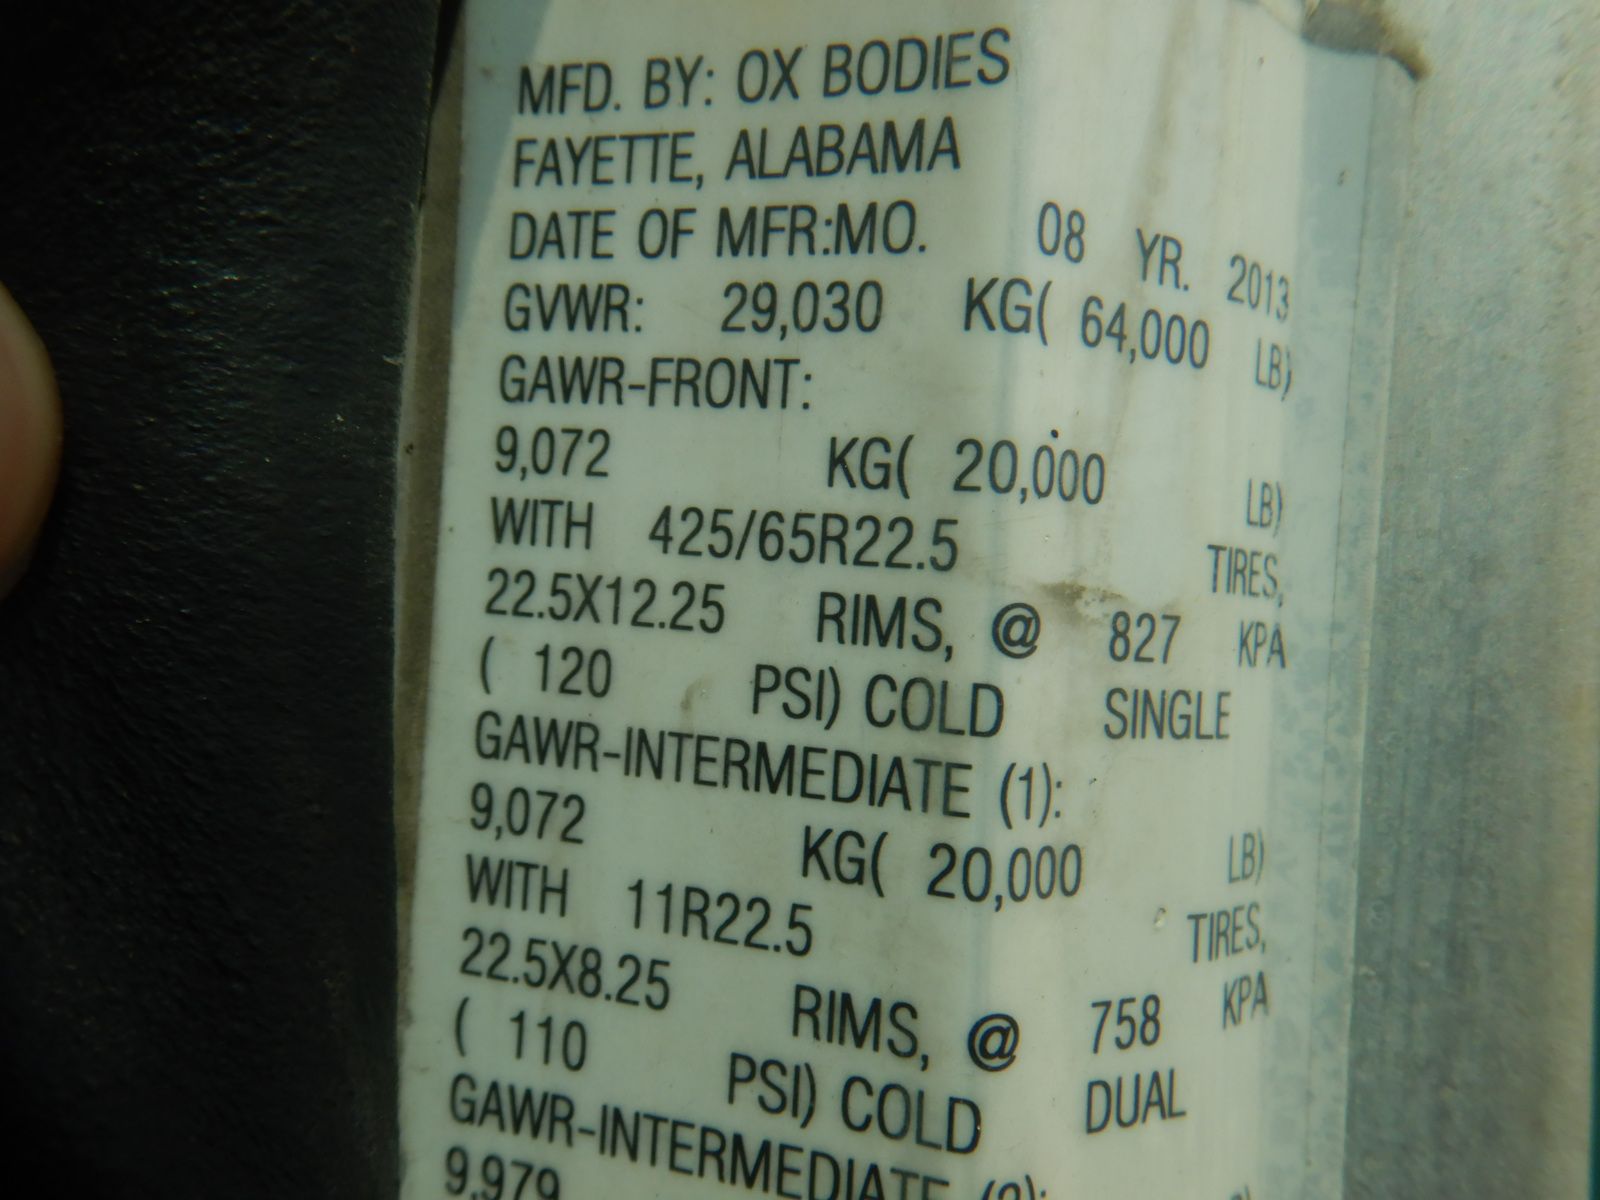 MFD. BY: OX BODIES
FAYETTE, ALABAMA
DATE OF MFR:MO. 08 YR. 2013
GVWR: 29,030 KG( 64,000 LB)
GAWR-FRONT:
9,072 KG( 20,000 LB)
WITH 425/65R22.5 TIRES,
22.5X12.25 RIMS, @ 827 KPA
( 120 PSI) COLD SINGLE
GAWR-INTERMEDIATE (1):
9,072 KG( 20,000 LB)
WITH 11R22.5 TIRES,
22.5X8.25 RIMS, @ 758 KPA
( 110 PSI) COLD DUAL
GAWR-INTERMEDIATE (2):
9,979